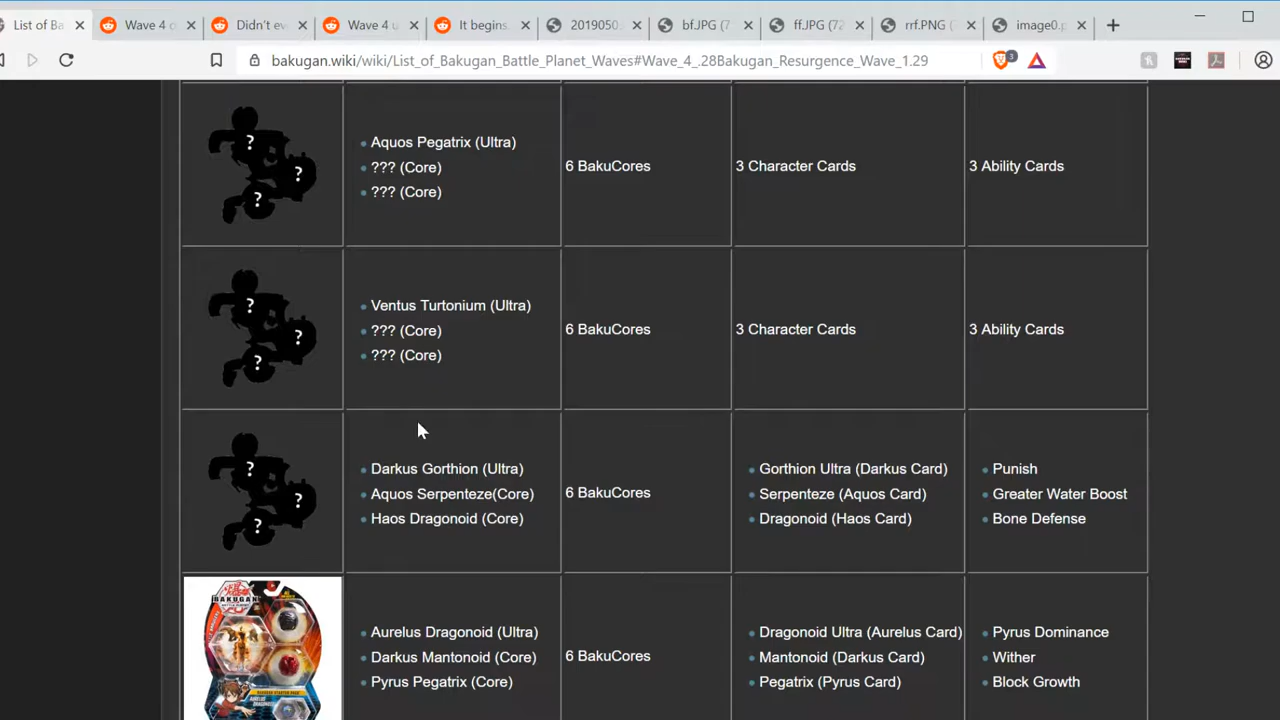 List of Ba
Wave 4 o
Didn't ev
Wave 4 u
It begins
2019050
bf.JPG (7
ff.JPG (72
rrf.PNG (
image0.p
bakugan.wiki/wiki/List_of_Bakugan_Battle_Planet_Waves#Wave_4_.28Bakugan_Resurgence_Wave_1.29
3
? ? ?
• Aquos Pegatrix (Ultra)
• ??? (Core)
• ??? (Core)
6 BakuCores
3 Character Cards
3 Ability Cards
? ? ?
• Ventus Turtonium (Ultra)
• ??? (Core)
• ??? (Core)
6 BakuCores
3 Character Cards
3 Ability Cards
? ? ?
• Darkus Gorthion (Ultra)
• Aquos Serpenteze(Core)
• Haos Dragonoid (Core)
6 BakuCores
• Gorthion Ultra (Darkus Card)
• Serpenteze (Aquos Card)
• Dragonoid (Haos Card)
• Punish
• Greater Water Boost
• Bone Defense
BAKUGAN
• Aurelus Dragonoid (Ultra)
• Darkus Mantonoid (Core)
• Pyrus Pegatrix (Core)
6 BakuCores
• Dragonoid Ultra (Aurelus Card)
• Mantonoid (Darkus Card)
• Pegatrix (Pyrus Card)
• Pyrus Dominance
• Wither
• Block Growth